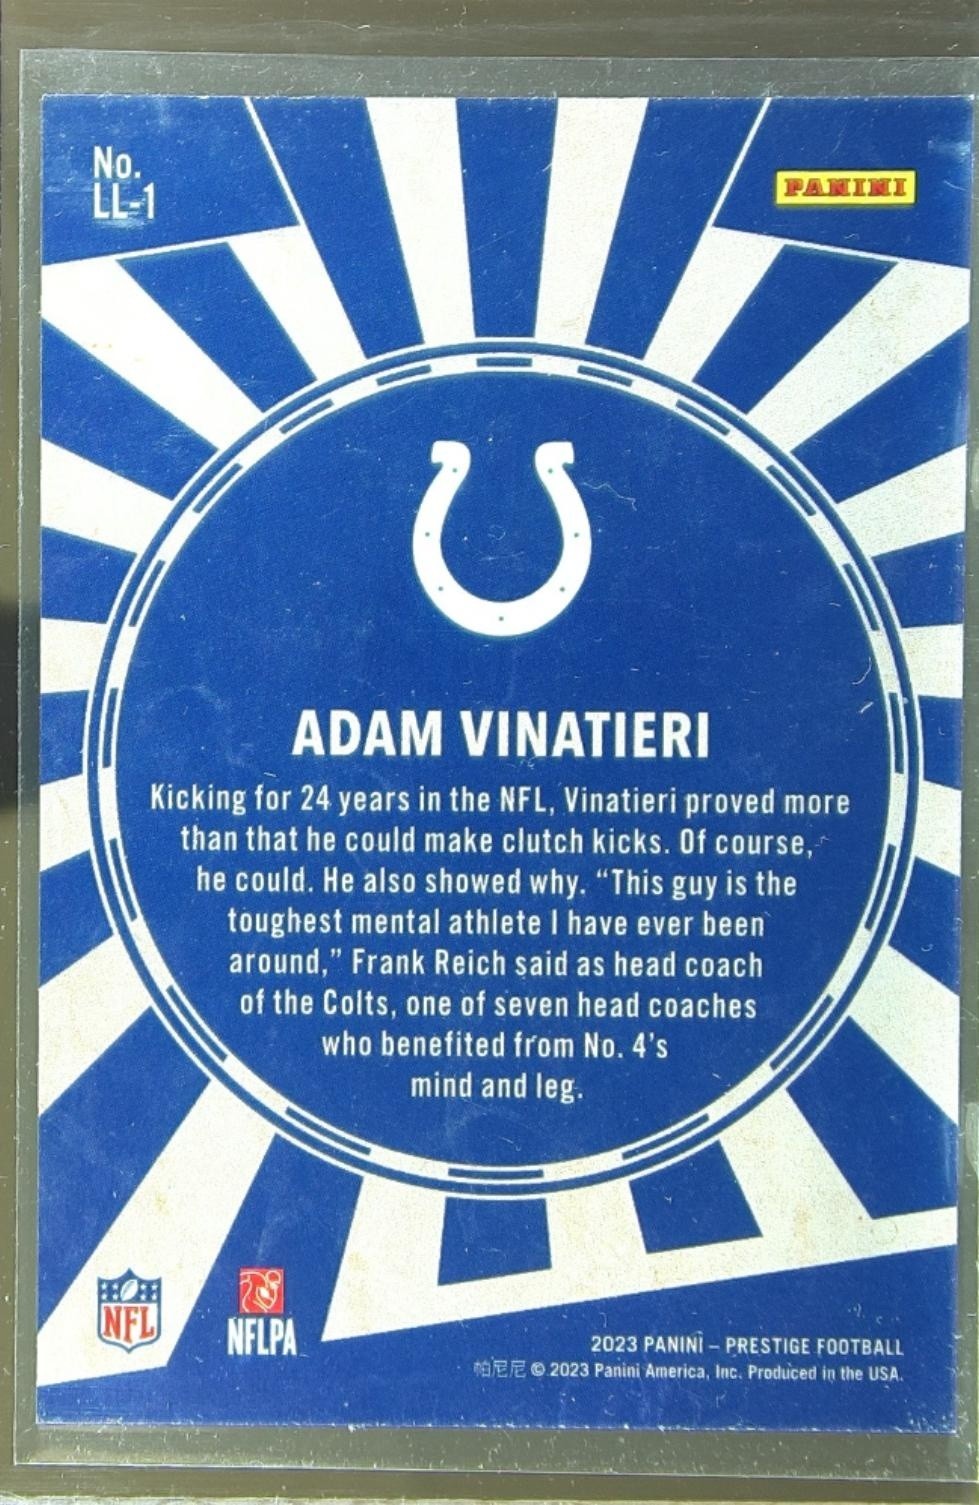 No.
LL-1
PANINI
ADAM VINATIERI
Kicking for 24 years in the NFL, Vinatieri proved more
than that he could make clutch kicks. Of course,
he could. He also showed why. “This guy is the
toughest mental athlete I have ever been
around,” Frank Reich said as head coach
of the Colts, one of seven head coaches
who benefited from No. 4’s
mind and leg.
NFL
NFLPA
2023 PANINI – PRESTIGE FOOTBALL
帕尼尼 © 2023 Panini America, Inc. Produced in the USA.